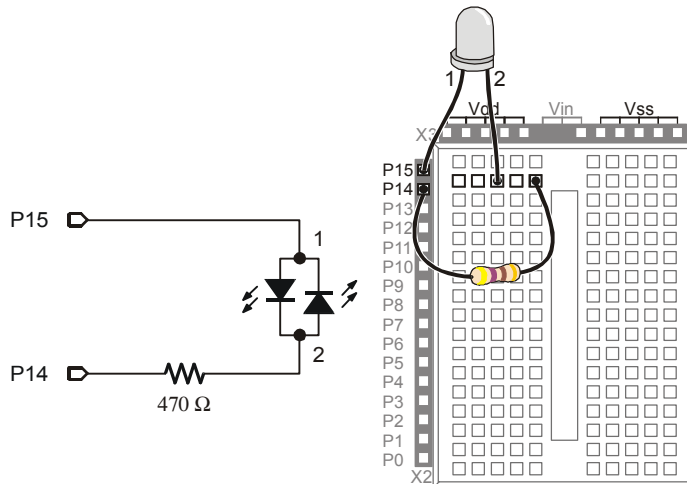 1 2
Vdd Vin Vss
X3
P15
P14
P13
P12
P11
P10
P9
P8
P7
P6
P5
P4
P3
P2
P1
P0
X2
P15
1
2
P14
470 Ω